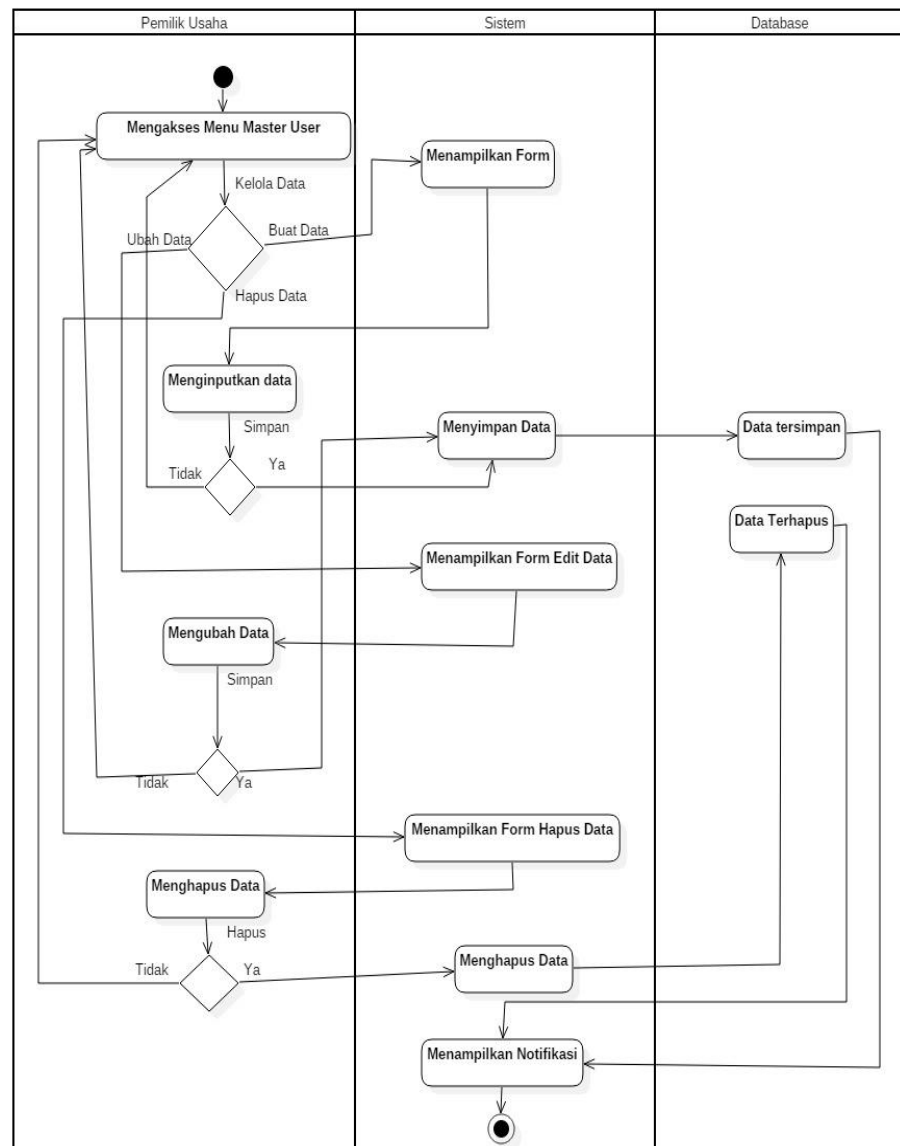 Pemilik Usaha
Sistem
Database
Mengakses Menu Master User
Menampilkan Form
Kelola Data
Ubah Data
Buat Data
Hapus Data
Menginputkan data
Simpan
Tidak
Ya
Menyimpan Data
Data tersimpan
Data Terhapus
Menampilkan Form Edit Data
Mengubah Data
Simpan
Tidak
Ya
Menampilkan Form Hapus Data
Menghapus Data
Hapus
Tidak
Ya
Menghapus Data
Menampilkan Notifikasi